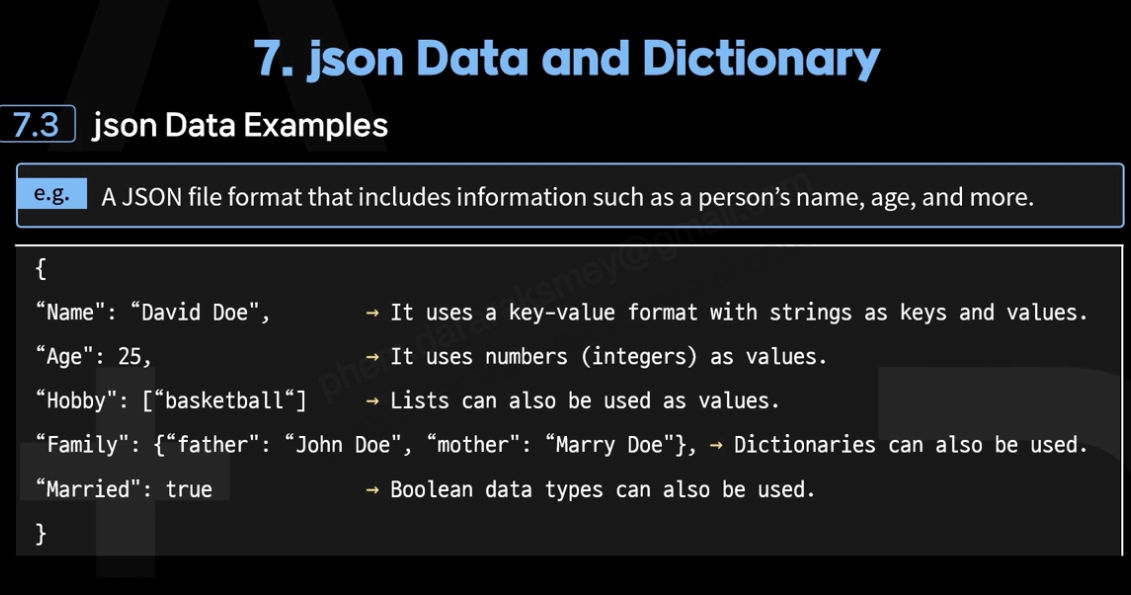 7. json Data and Dictionary
7.3 json Data Examples
e.g. A JSON file format that includes information such as a person’s name, age, and more.
{
“Name": “David Doe", → It uses a key-value format with strings as keys and values.
“Age": 25, → It uses numbers (integers) as values.
“Hobby": [“basketball“] → Lists can also be used as values.
“Family": {“father": “John Doe", “mother": “Marry Doe"}, → Dictionaries can also be used.
“Married": true → Boolean data types can also be used.
}